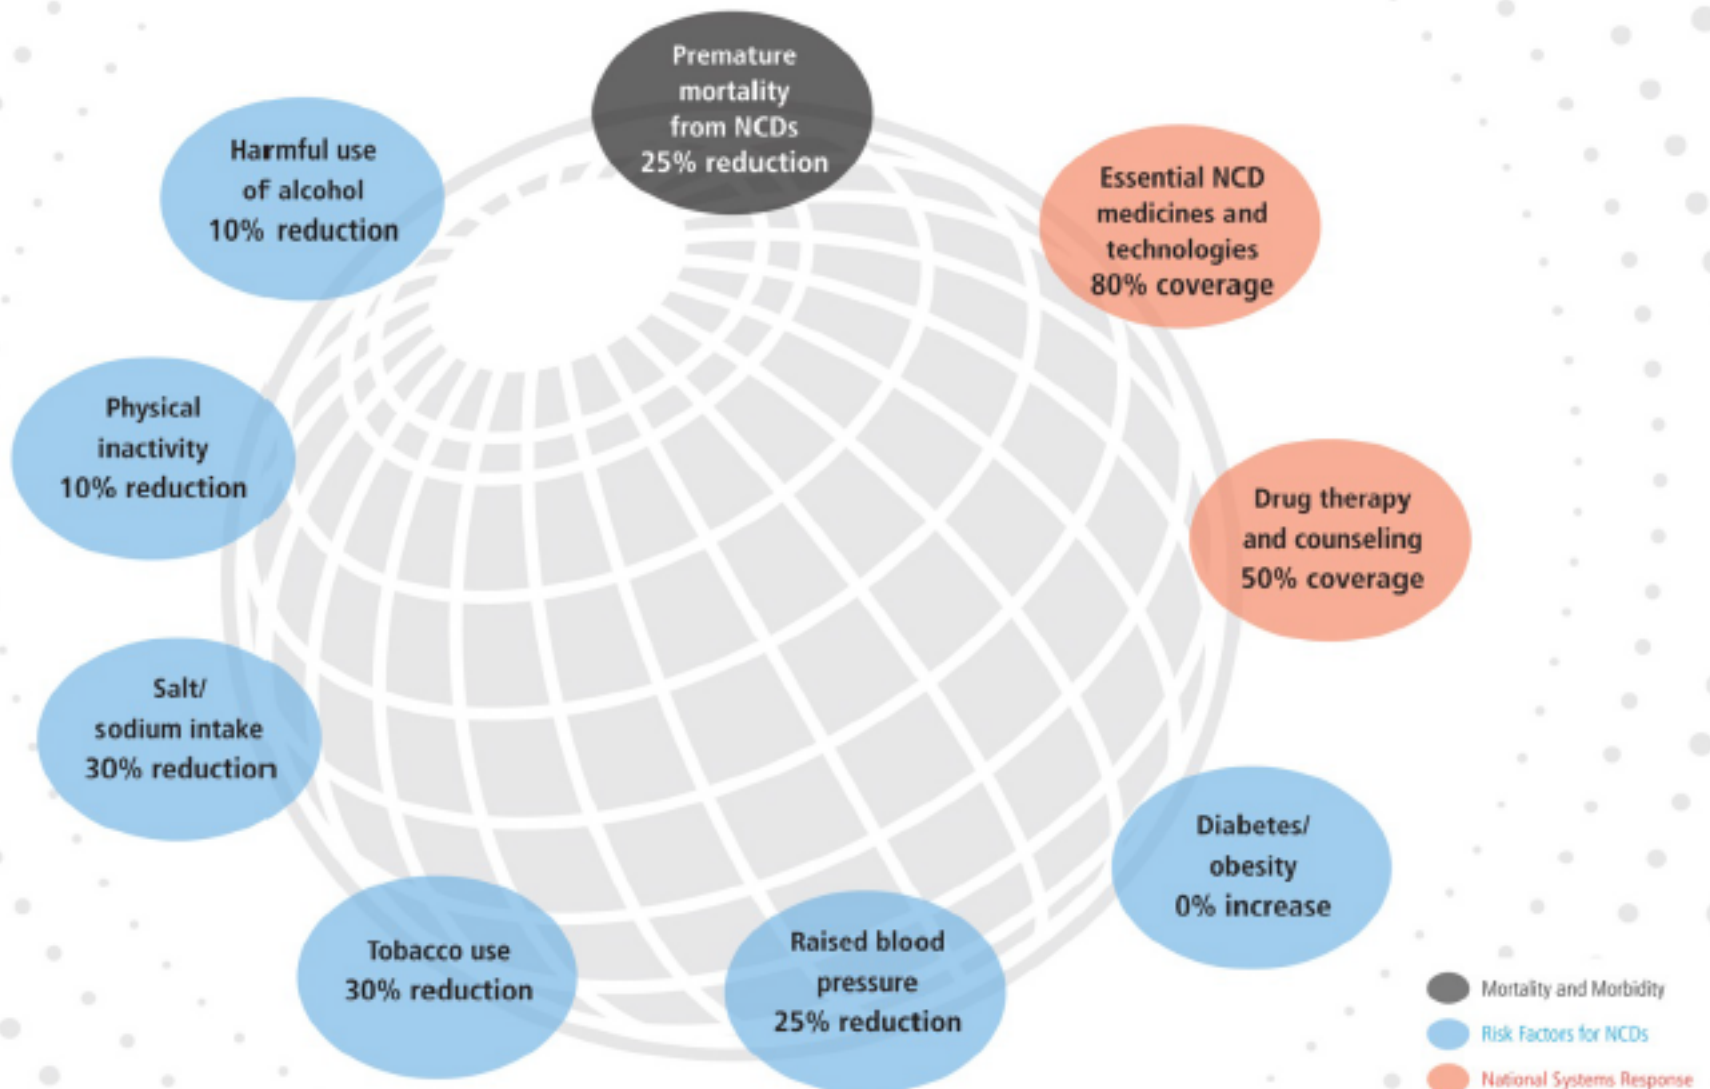 Premature
mortality
from NCDs
25% reduction
Harmful use
of alcohol
10% reduction
Essential NCD
medicines and
technologies
80% coverage
Physical
inactivity
10% reduction
Drug therapy
and counseling
50% coverage
Salt/
sodium intake
30% reduction
Diabetes/
obesity
0% increase
Tobacco use
30% reduction
Raised blood
pressure
25% reduction
Mortality and Morbidity
Risk Factors for NCDs
National Systems Response